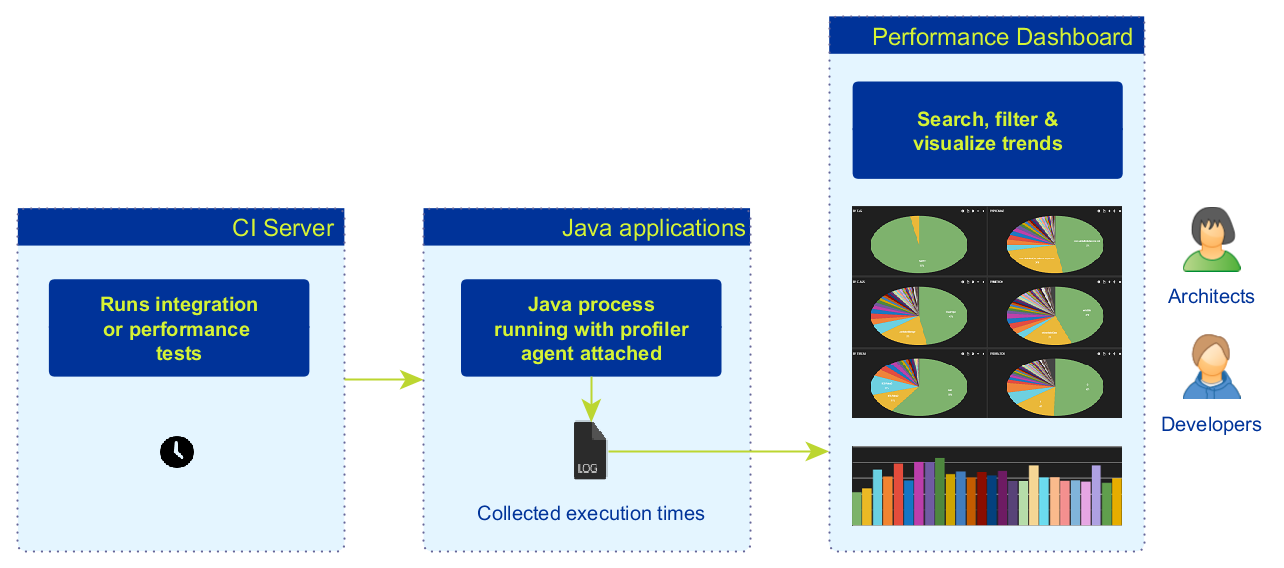 Performance Dashboard
Search, filter &
visualize trends
CI Server
Runs integration
or performance
tests
Java applications
Java process
running with profiler
agent attached
LOG
Collected execution times
Architects
Developers